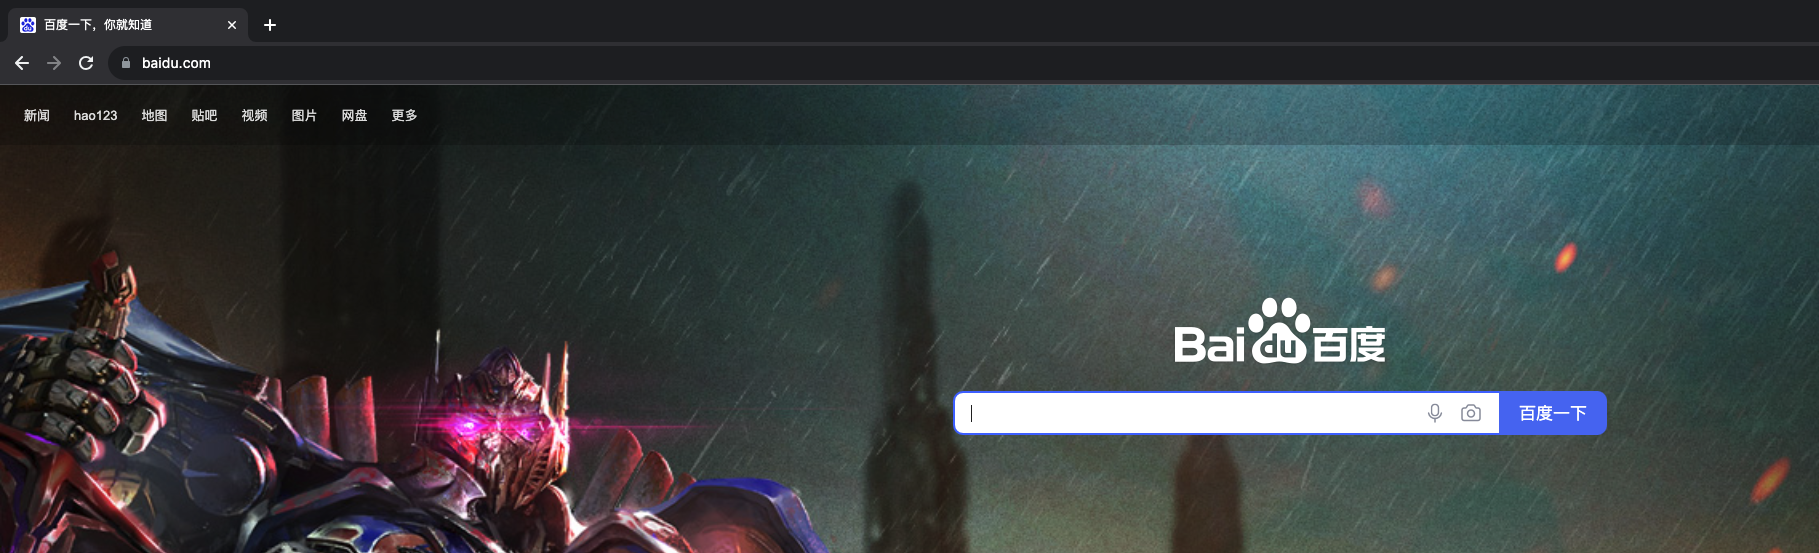 百度一下，你就知道
baidu.com
新闻 hao123 地图 贴吧 视频 图片 网盘 更多
Bai du 百度
百度一下